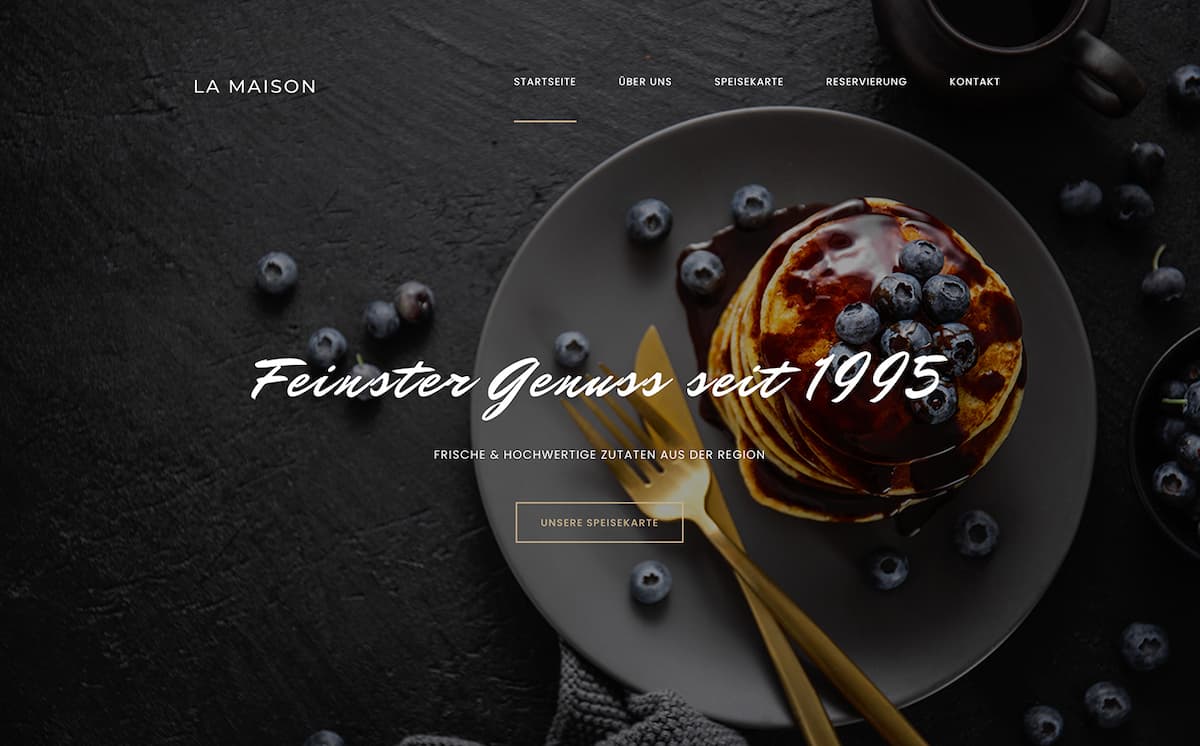 LA MAISON
STARTSEITE ÜBER UNS SPEISEKARTE RESERVIERUNG KONTAKT
Feinster Genuss seit 1995
FRISCHE & HOCHWERTIGE ZUTATEN AUS DER REGION
UNSERE SPEISEKARTE